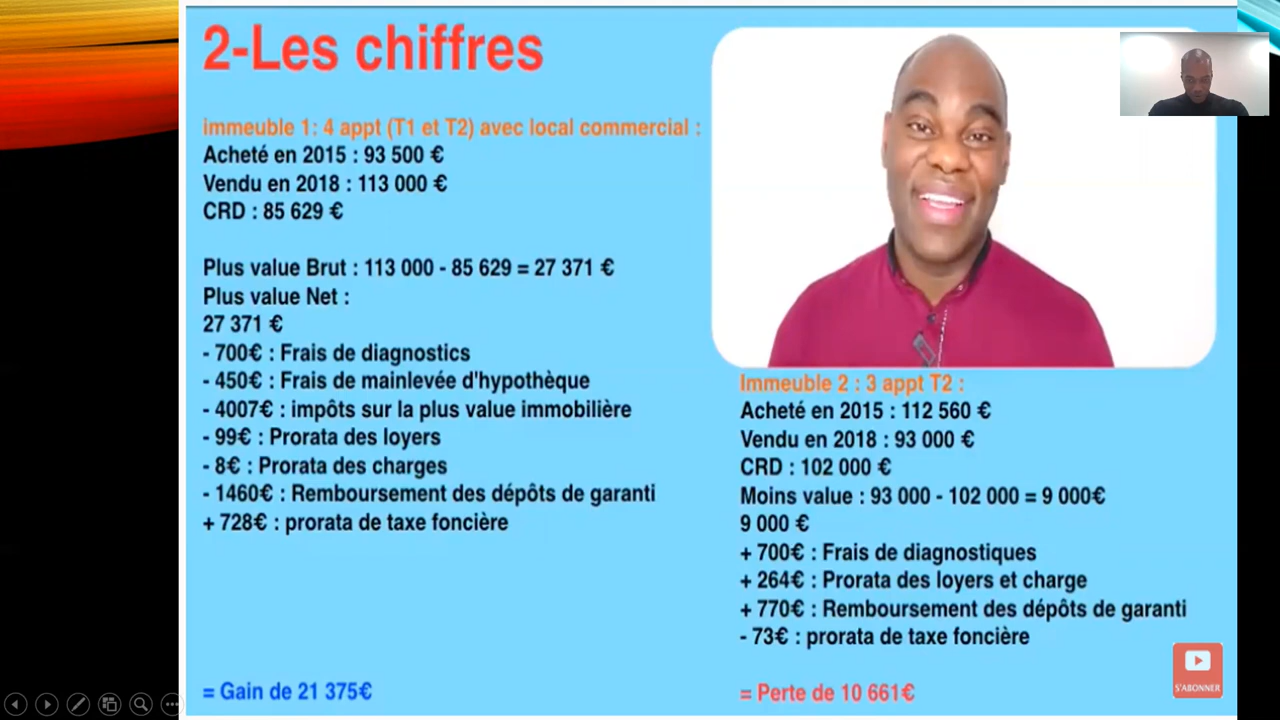 2-Les chiffres
immeuble 1: 4 appt (T1 et T2) avec local commercial :
Acheté en 2015 : 93 500 €
Vendu en 2018 : 113 000 €
CRD : 85 629 €
Plus value Brut : 113 000 - 85 629 = 27 371 €
Plus value Net :
27 371 €
- 700€ : Frais de diagnostics
- 450€ : Frais de mainlevée d'hypothèque
- 4007€ : impôts sur la plus value immobilière
- 99€ : Prorata des loyers
- 8€ : Prorata des charges
- 1460€ : Remboursement des dépôts de garanti
+ 728€ : prorata de taxe foncière
= Gain de 21 375€
Immeuble 2 : 3 appt T2 :
Acheté en 2015 : 112 560 €
Vendu en 2018 : 93 000 €
CRD : 102 000 €
Moins value : 93 000 - 102 000 = 9 000€
9 000 €
+ 700€ : Frais de diagnostiques
+ 264€ : Prorata des loyers et charge
+ 770€ : Remboursement des dépôts de garanti
- 73€ : prorata de taxe foncière
= Perte de 10 661€
S'ABONNER